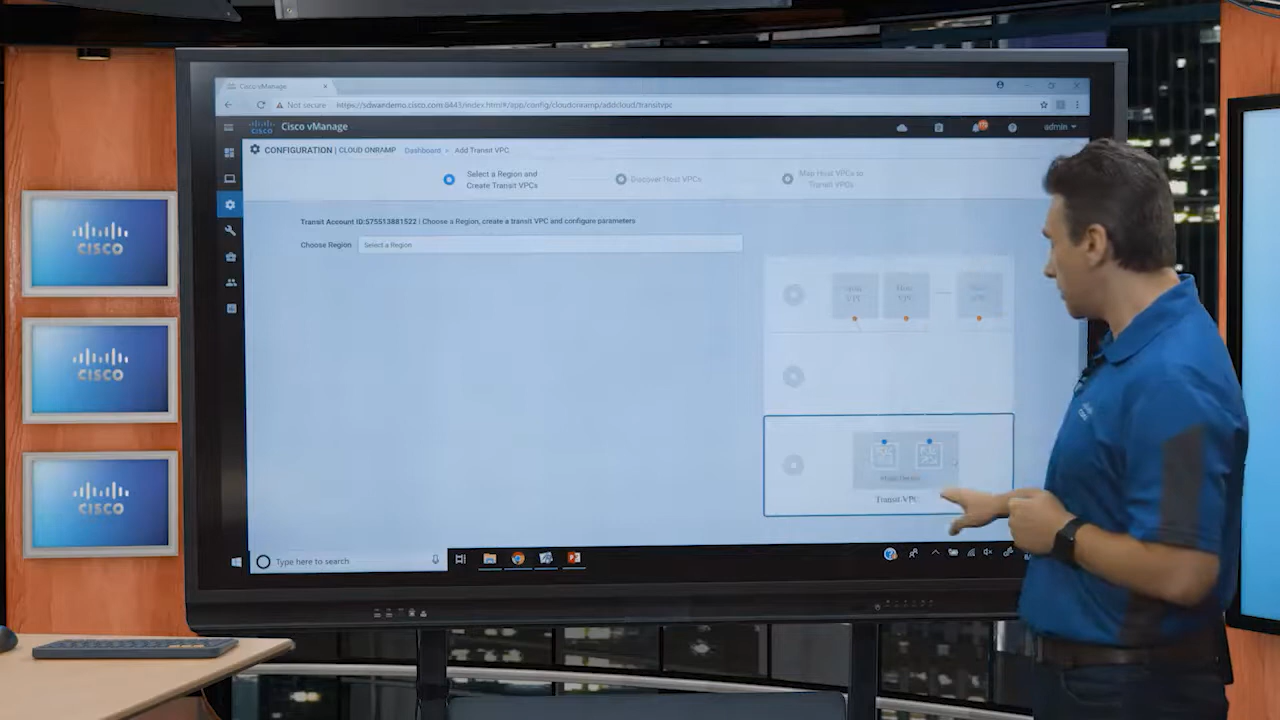 Cisco vManage
Not secure
https://sdwandemo.cisco.com:8443/index.html#/app/config/cloudonramp/addcloud/transitvpc
CISCO
Cisco vManage
admin
CONFIGURATION | CLOUD ONRAMP
Dashboard > Add Transit VPC
Select a Region and
Create Transit VPCs
Discover Host VPCs
Map Host VPCs to
Transit VPCs
Transit Account ID:575513881522 | Choose a Region, create a transit VPC and configure parameters
Choose Region
Select a Region
Host
VPC
Host
VPC
Host
VPC
Transit VPC
Type here to search
CISCO
CISCO
CISCO